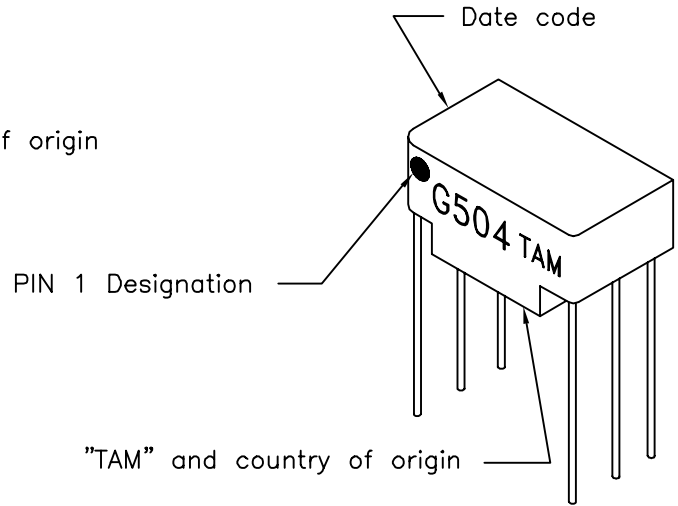 Date code
f origin
G504 TAM
PIN 1 Designation
"TAM" and country of origin